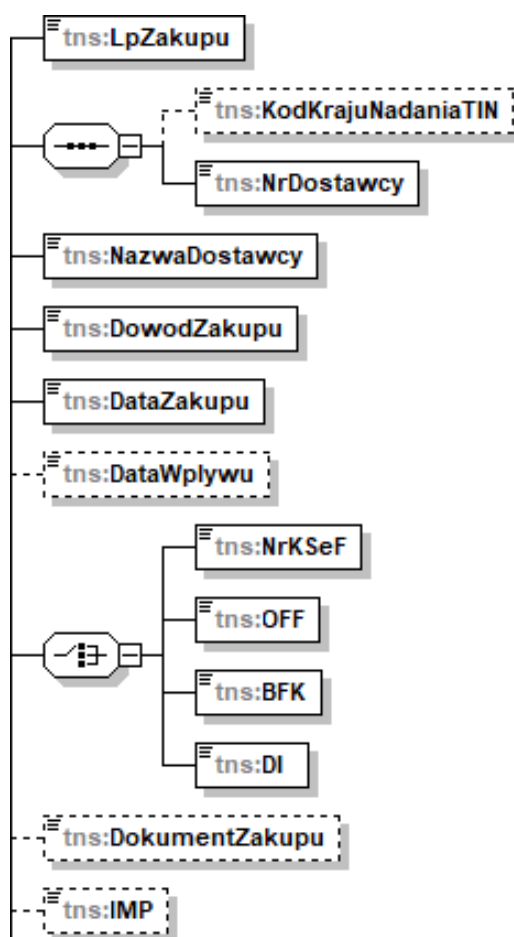 tns:LpZakupu
tns:KodKrajuNadaniaTIN
tns:NrDostawcy
tns:NazwaDostawcy
tns:DowodZakupu
tns:DataZakupu
tns:DataWplywu
tns:NrKSeF
tns:OFF
tns:BFK
tns:DI
tns:DokumentZakupu
tns:IMP